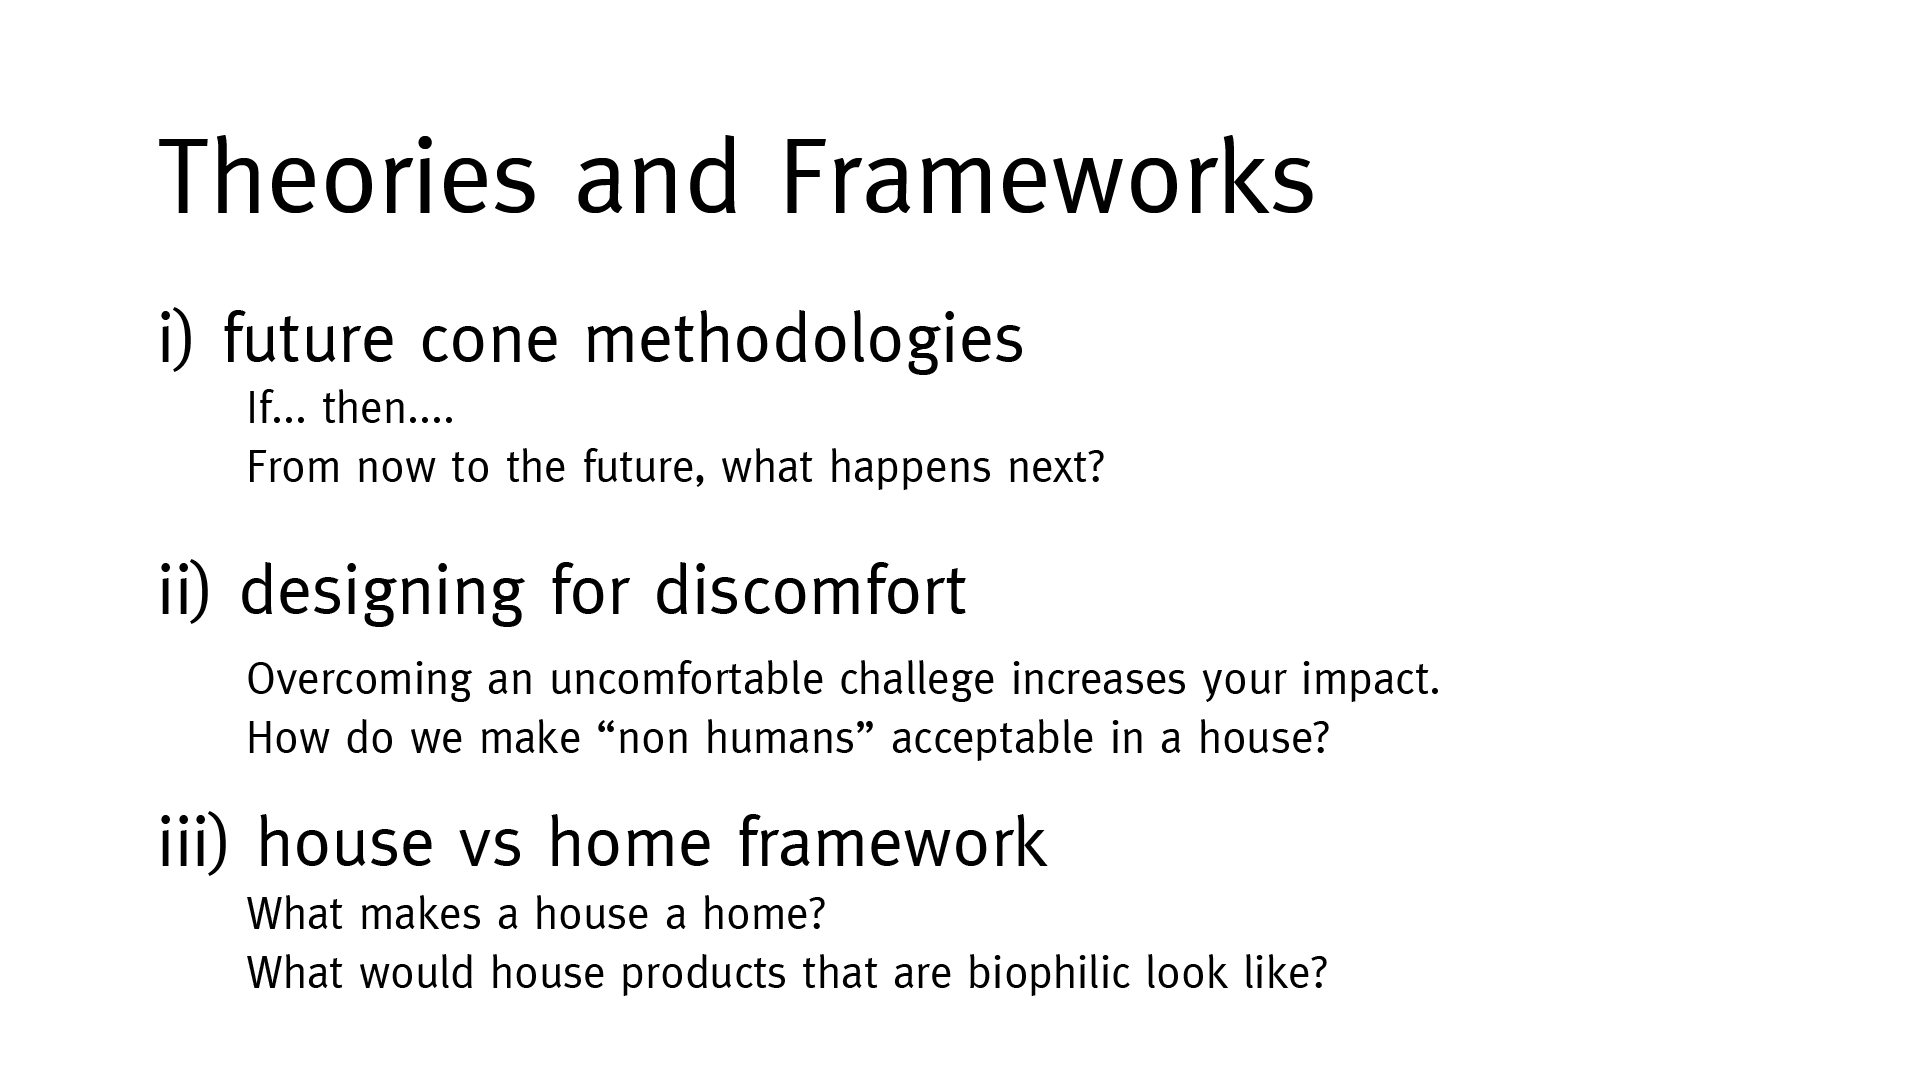 Theories and Frameworks
i) future cone methodologies
If... then....
From now to the future, what happens next?
ii) designing for discomfort
Overcoming an uncomfortable challege increases your impact.
How do we make “non humans” acceptable in a house?
iii) house vs home framework
What makes a house a home?
What would house products that are biophilic look like?